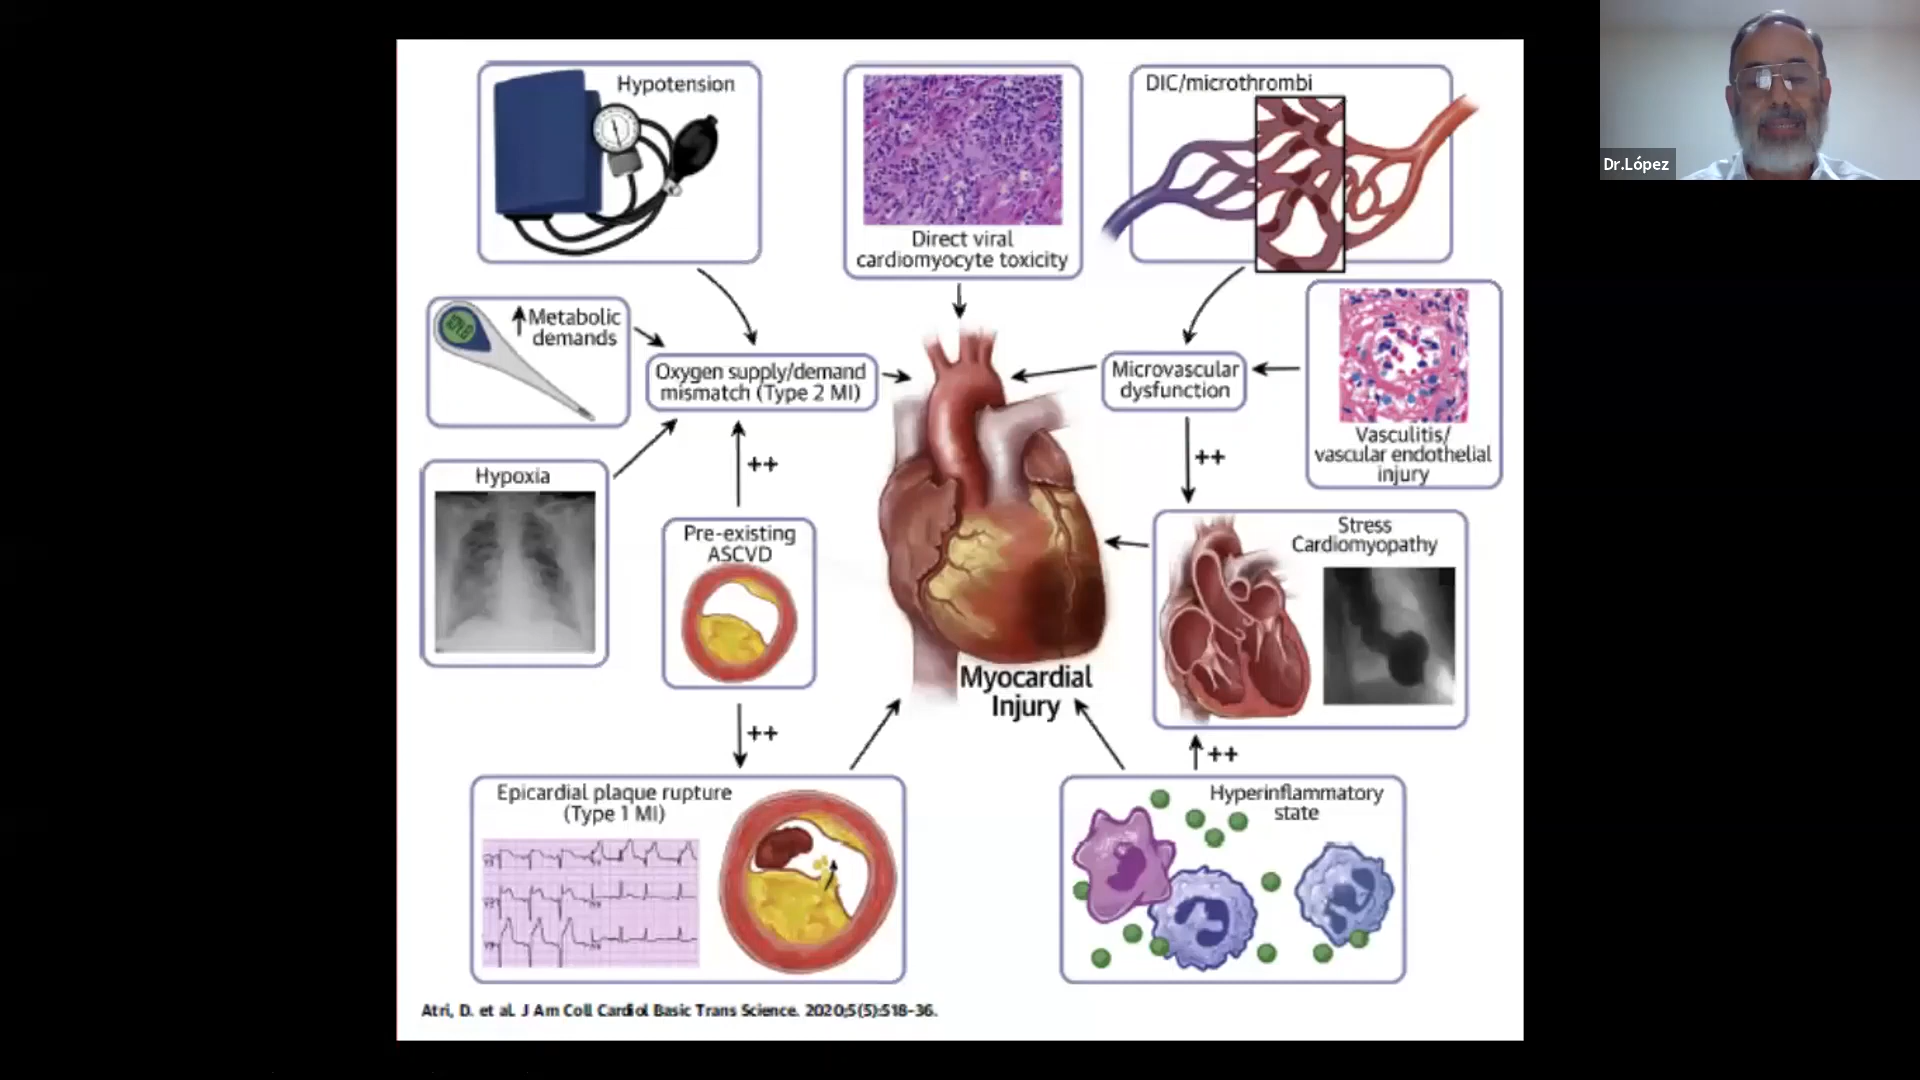 Hypotension
Direct viral
cardiomyocyte toxicity
DIC/microthrombi
Dr.López
Metabolic
demands
Oxygen supply/demand
mismatch (Type 2 MI)
Microvascular
dysfunction
Vasculitis/
vascular endothelial
injury
++
++
Hypoxia
Pre-existing
ASCVD
Stress
Cardiomyopathy
Myocardial
Injury
++
++
Epicardial plaque rupture
(Type 1 MI)
Hyperinflammatory
state
Atri, D. et al. J Am Coll Cardiol Basic Trans Science. 2020;5(5):518-36.